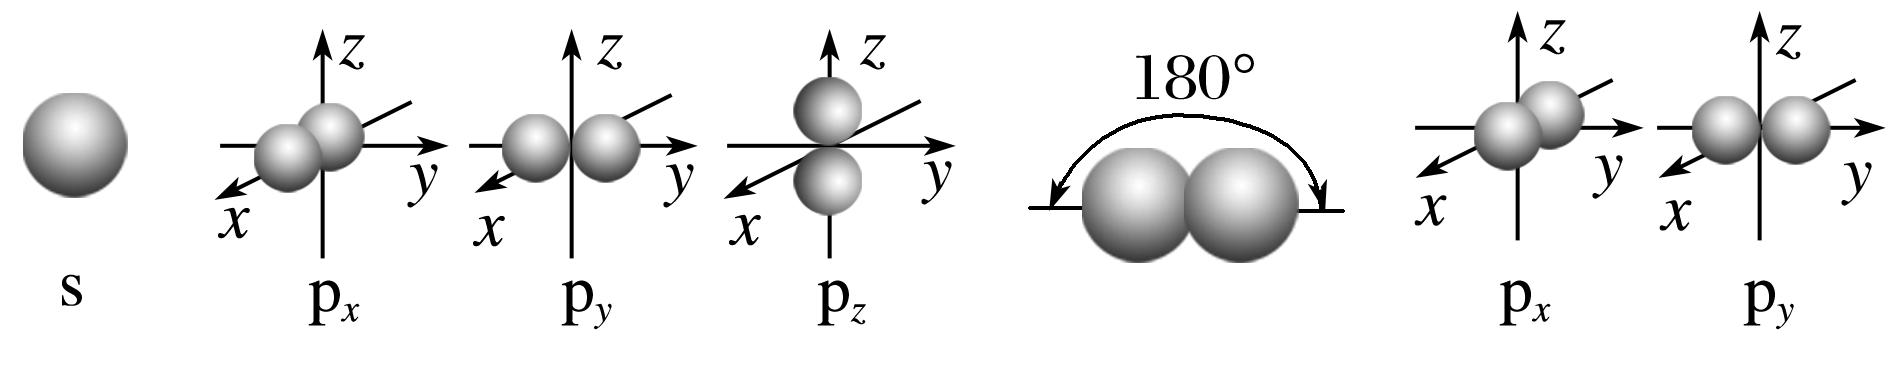 z z z 180° z z
y y y y y
x x x x x
s pₓ p_y p_z pₓ p_y